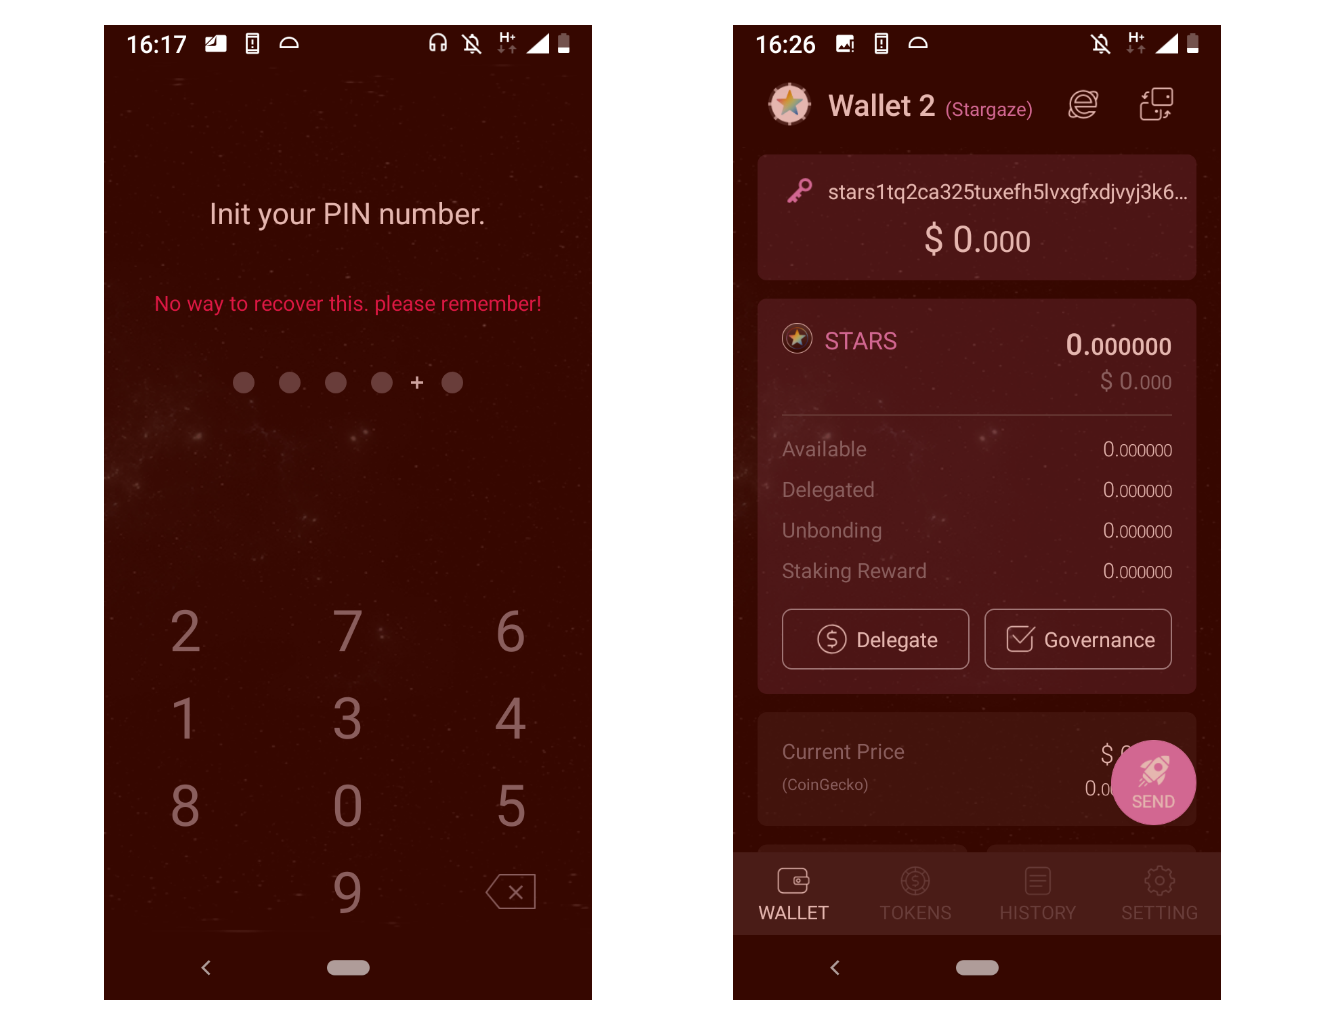 16:17
H+
Init your PIN number.
No way to recover this. please remember!
+
2 7 6
1 3 4
8 0 5
9
16:26
H+
Wallet 2 (Stargaze)
stars1tq2ca325tuxefh5lvxgfxdjvyj3k6...
$ 0.000
STARS 0.000000
$ 0.000
Available 0.000000
Delegated 0.000000
Unbonding 0.000000
Staking Reward 0.000000
Delegate Governance
Current Price $
(CoinGecko) 0.0
SEND
WALLET TOKENS HISTORY SETTING